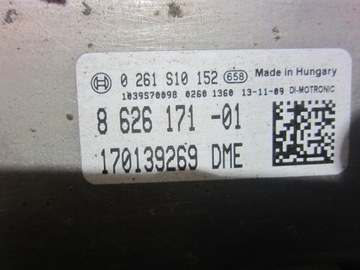 0 261 S10 152 658 Made in Hungary
1039S70098 0260 1360 13-11-09 DI-MOTRONIC
8 626 171 -01
170139269 DME